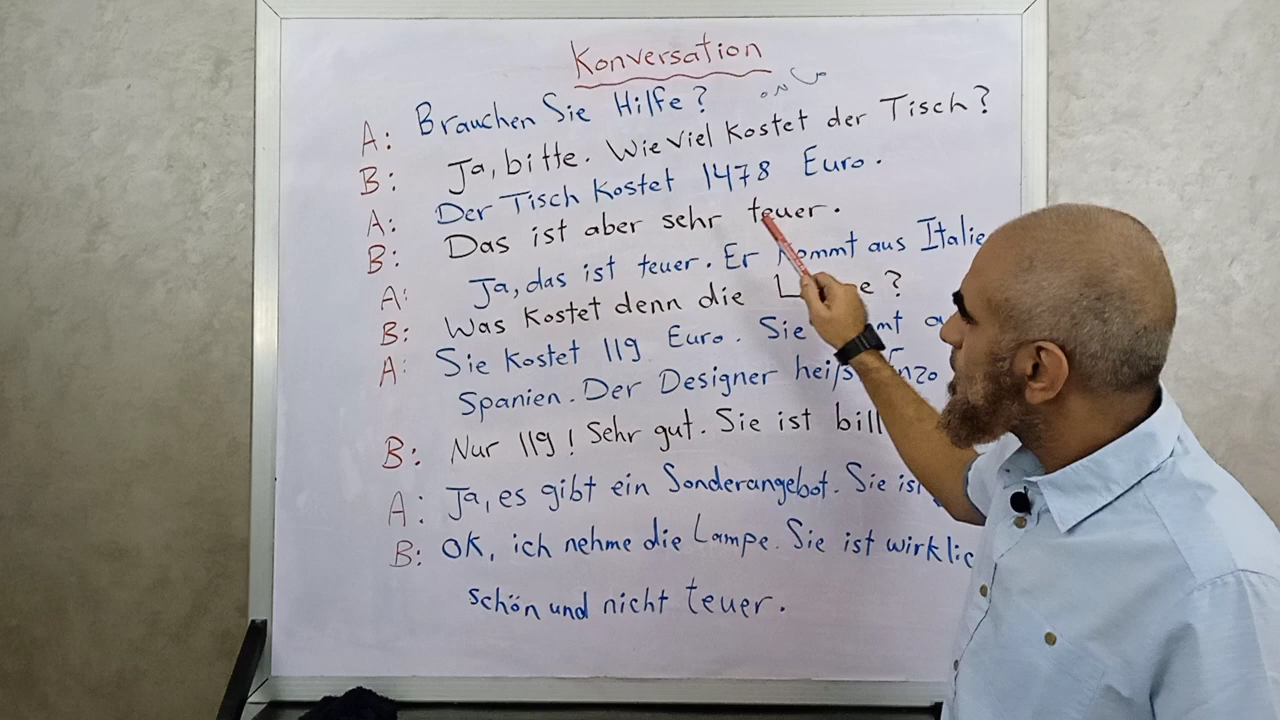 Konversation
A: Brauchen Sie Hilfe?
B: Ja, bitte. Wie viel kostet der Tisch?
A: Der Tisch kostet 1478 Euro.
B: Das ist aber sehr teuer.
A: Ja, das ist teuer. Er kommt aus Italie
B: Was kostet denn die ?
A: Sie kostet 119 Euro. Sie
Spanien. Der Designer heißt Enzo
B: Nur 119! Sehr gut. Sie ist bill
A: Ja, es gibt ein Sonderangebot. Sie ist
B: OK, ich nehme die Lampe. Sie ist wirklic
schön und nicht teuer.